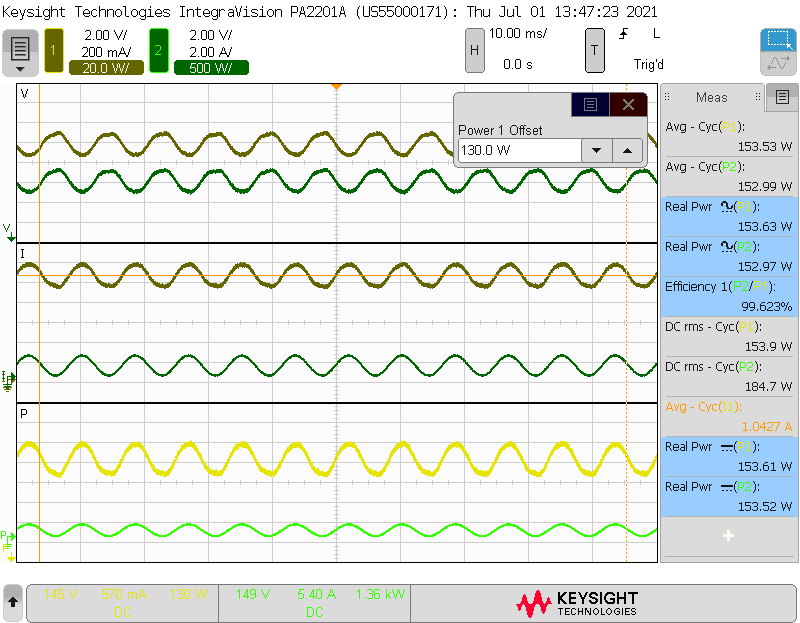 Keysight Technologies IntegraVision PA2201A (US55000171): Thu Jul 01 13:47:23 2021
1
2.00 V/
200 mA/
20.0 W/
2
2.00 V/
2.00 A/
500 W/
H
10.00 ms/
0.0 s
T
L
Trig'd
V
Power 1 Offset
130.0 W
I
P
V
I
P
P
Meas
Avg - Cyc(P1):
153.53 W
Avg - Cyc(P2):
152.99 W
Real Pwr (P1):
153.63 W
Real Pwr (P2):
152.97 W
Efficiency 1(P2/P1):
99.623%
DC rms - Cyc(P1):
153.9 W
DC rms - Cyc(P2):
184.7 W
Avg - Cyc(I1):
1.0427 A
Real Pwr (P1):
153.61 W
Real Pwr (P2):
153.52 W
145 V 570 mA 130 W
DC
149 V 5.40 A 1.36 kW
DC
KEYSIGHT
TECHNOLOGIES